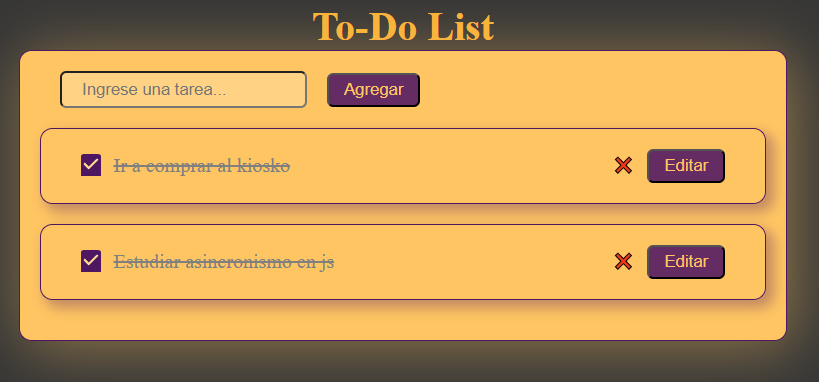 To-Do List
Ingrese una tarea...
Agregar
Ir a comprar al kiosko
Editar
Estudiar asincronismo en js
Editar